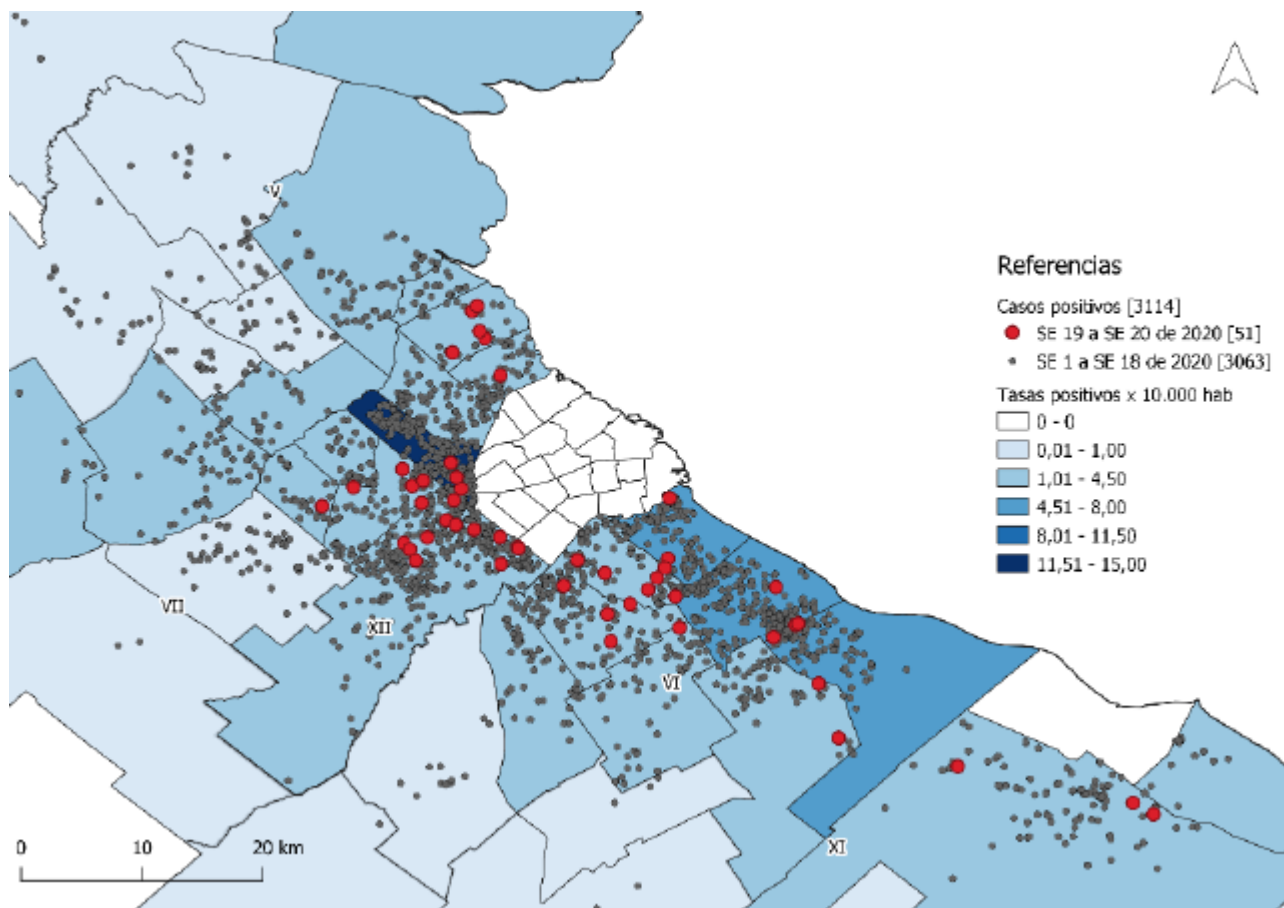 V
Referencias
Casos positivos [3114]
SE 19 a SE 20 de 2020 [51]
SE 1 a SE 18 de 2020 [3063]
Tasas positivos x 10.000 hab
0 - 0
0,01 - 1,00
1,01 - 4,50
4,51 - 8,00
8,01 - 11,50
11,51 - 15,00
VII
XII
VI
XI
0 10 20 km